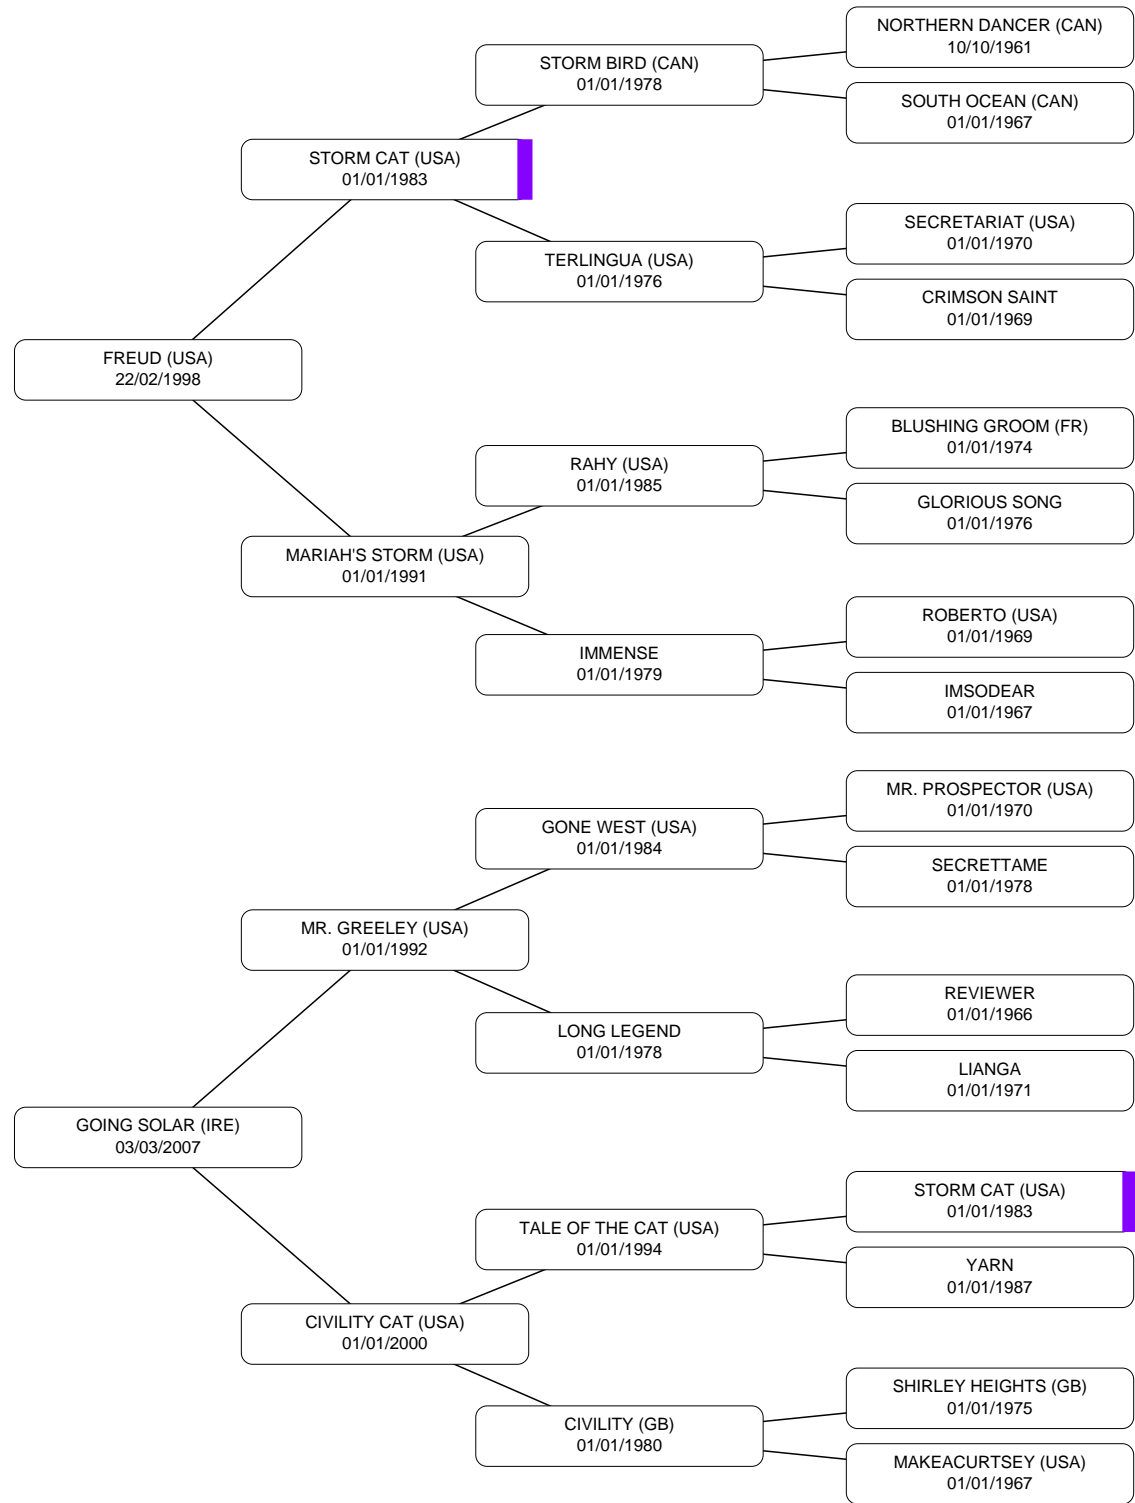 NORTHERN DANCER (CAN)
10/10/1961
STORM BIRD (CAN)
01/01/1978
SOUTH OCEAN (CAN)
01/01/1967
STORM CAT (USA)
01/01/1983
SECRETARIAT (USA)
01/01/1970
TERLINGUA (USA)
01/01/1976
CRIMSON SAINT
01/01/1969
FREUD (USA)
22/02/1998
BLUSHING GROOM (FR)
01/01/1974
RAHY (USA)
01/01/1985
GLORIOUS SONG
01/01/1976
MARIAH'S STORM (USA)
01/01/1991
ROBERTO (USA)
01/01/1969
IMMENSE
01/01/1979
IMSODEAR
01/01/1967
MR. PROSPECTOR (USA)
01/01/1970
GONE WEST (USA)
01/01/1984
SECRETTAME
01/01/1978
MR. GREELEY (USA)
01/01/1992
REVIEWER
01/01/1966
LONG LEGEND
01/01/1978
LIANGA
01/01/1971
GOING SOLAR (IRE)
03/03/2007
STORM CAT (USA)
01/01/1983
TALE OF THE CAT (USA)
01/01/1994
YARN
01/01/1987
CIVILITY CAT (USA)
01/01/2000
SHIRLEY HEIGHTS (GB)
01/01/1975
CIVILITY (GB)
01/01/1980
MAKEACURTSEY (USA)
01/01/1967